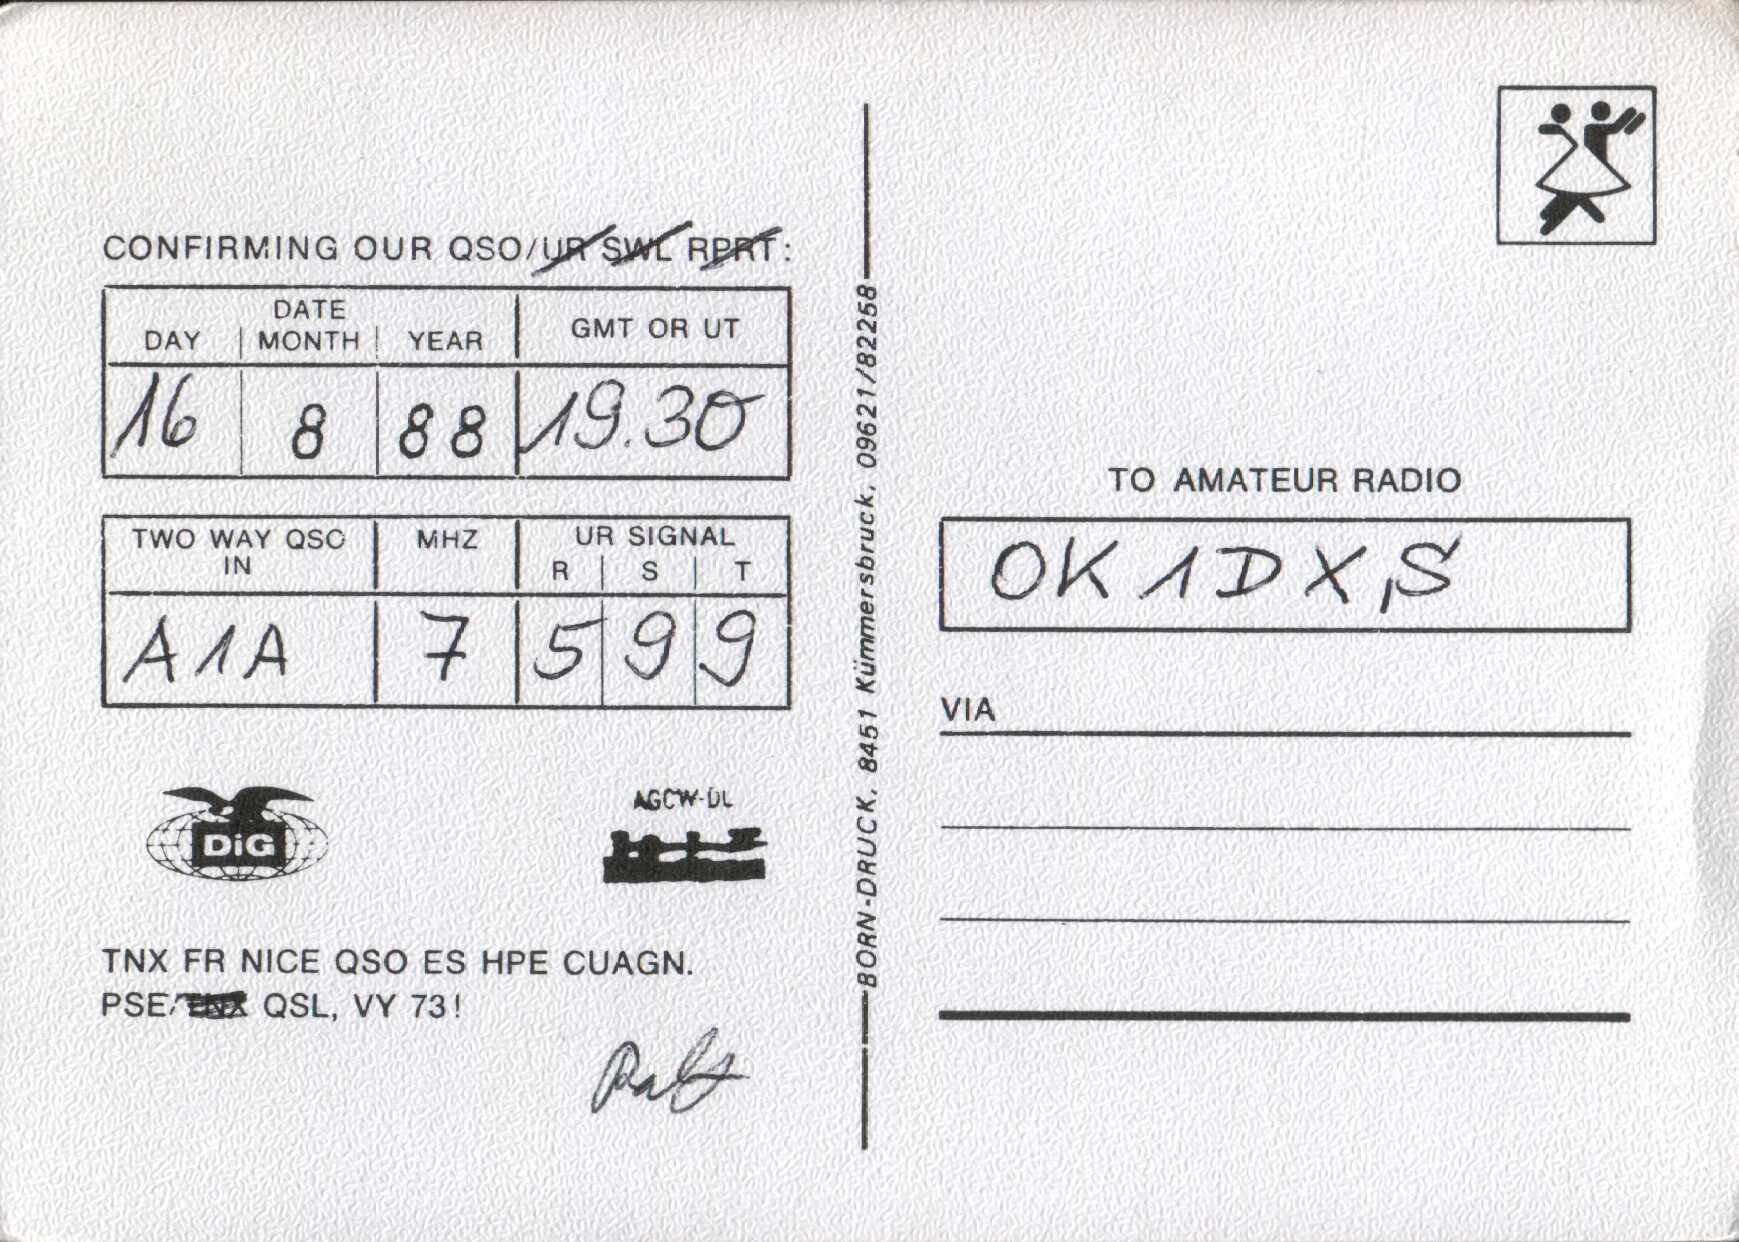 CONFIRMING OUR QSO/UR SWL RPRT:
DATE
DAY MONTH YEAR GMT OR UT
16 8 88 19.30
TWO WAY QSO IN MHZ UR SIGNAL
R S T
A1A 7 5 9 9
DiG
AGCW-DL
TNX FR NICE QSO ES HPE CUAGN.
PSE/TNX QSL, VY 73!
Ralf
BORN-DRUCK, 8451 Kümmersbruck, 09621/82258
TO AMATEUR RADIO
OK1DXS
VIA